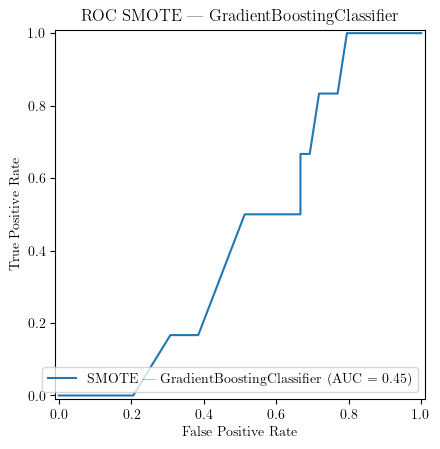 ROC SMOTE — GradientBoostingClassifier
1.0
0.8
0.6
0.4
0.2
0.0
True Positive Rate
SMOTE — GradientBoostingClassifier (AUC = 0.45)
0.0 0.2 0.4 0.6 0.8 1.0
False Positive Rate